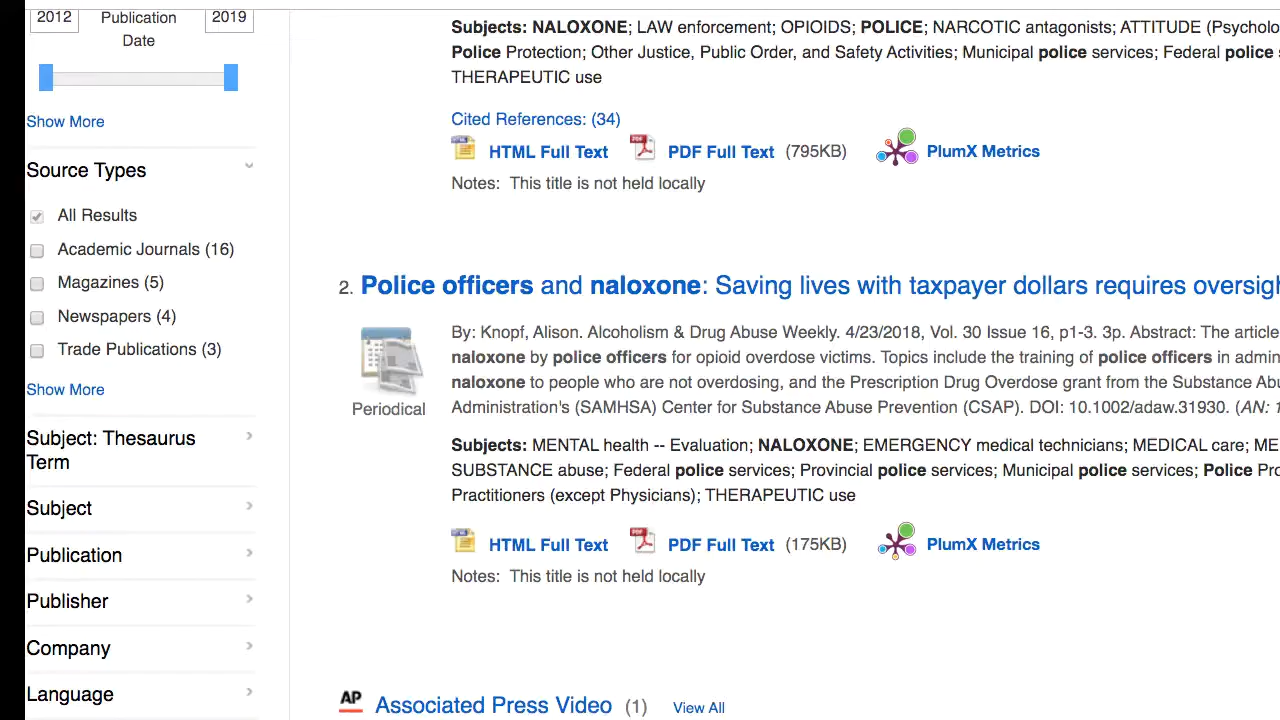 2012 Publication Date 2019
Show More
Source Types
All Results
Academic Journals (16)
Magazines (5)
Newspapers (4)
Trade Publications (3)
Show More
Subject: Thesaurus
Term
Subject
Publication
Publisher
Company
Language
Subjects: NALOXONE; LAW enforcement; OPIOIDS; POLICE; NARCOTIC antagonists; ATTITUDE (Psycholo
Police Protection; Other Justice, Public Order, and Safety Activities; Municipal police services; Federal police
THERAPEUTIC use
Cited References: (34)
HTML Full Text PDF Full Text (795KB) PlumX Metrics
Notes: This title is not held locally
2. Police officers and naloxone: Saving lives with taxpayer dollars requires oversigh
Periodical
By: Knopf, Alison. Alcoholism & Drug Abuse Weekly. 4/23/2018, Vol. 30 Issue 16, p1-3. 3p. Abstract: The article
naloxone by police officers for opioid overdose victims. Topics include the training of police officers in admin
naloxone to people who are not overdosing, and the Prescription Drug Overdose grant from the Substance Abu
Administration's (SAMHSA) Center for Substance Abuse Prevention (CSAP). DOI: 10.1002/adaw.31930. (AN: 1
Subjects: MENTAL health -- Evaluation; NALOXONE; EMERGENCY medical technicians; MEDICAL care; ME
SUBSTANCE abuse; Federal police services; Provincial police services; Municipal police services; Police Pro
Practitioners (except Physicians); THERAPEUTIC use
HTML Full Text PDF Full Text (175KB) PlumX Metrics
Notes: This title is not held locally
AP Associated Press Video (1) View All